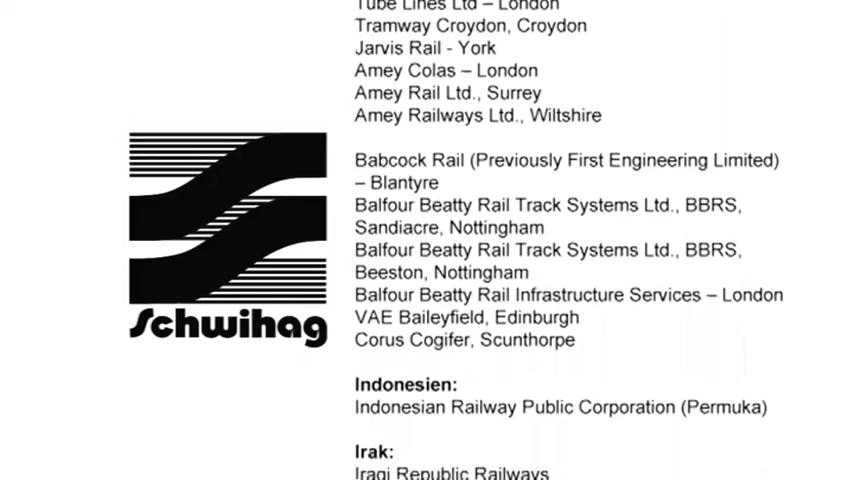 Tube Lines Ltd – London
Tramway Croydon, Croydon
Jarvis Rail - York
Amey Colas – London
Amey Rail Ltd., Surrey
Amey Railways Ltd., Wiltshire
Babcock Rail (Previously First Engineering Limited)
– Blantyre
Balfour Beatty Rail Track Systems Ltd., BBRS,
Sandiacre, Nottingham
Balfour Beatty Rail Track Systems Ltd., BBRS,
Beeston, Nottingham
Balfour Beatty Rail Infrastructure Services – London
VAE Baileyfield, Edinburgh
Corus Cogifer, Scunthorpe
Schwihag
Indonesien:
Indonesian Railway Public Corporation (Permuka)
Irak:
Iraqi Republic Railways